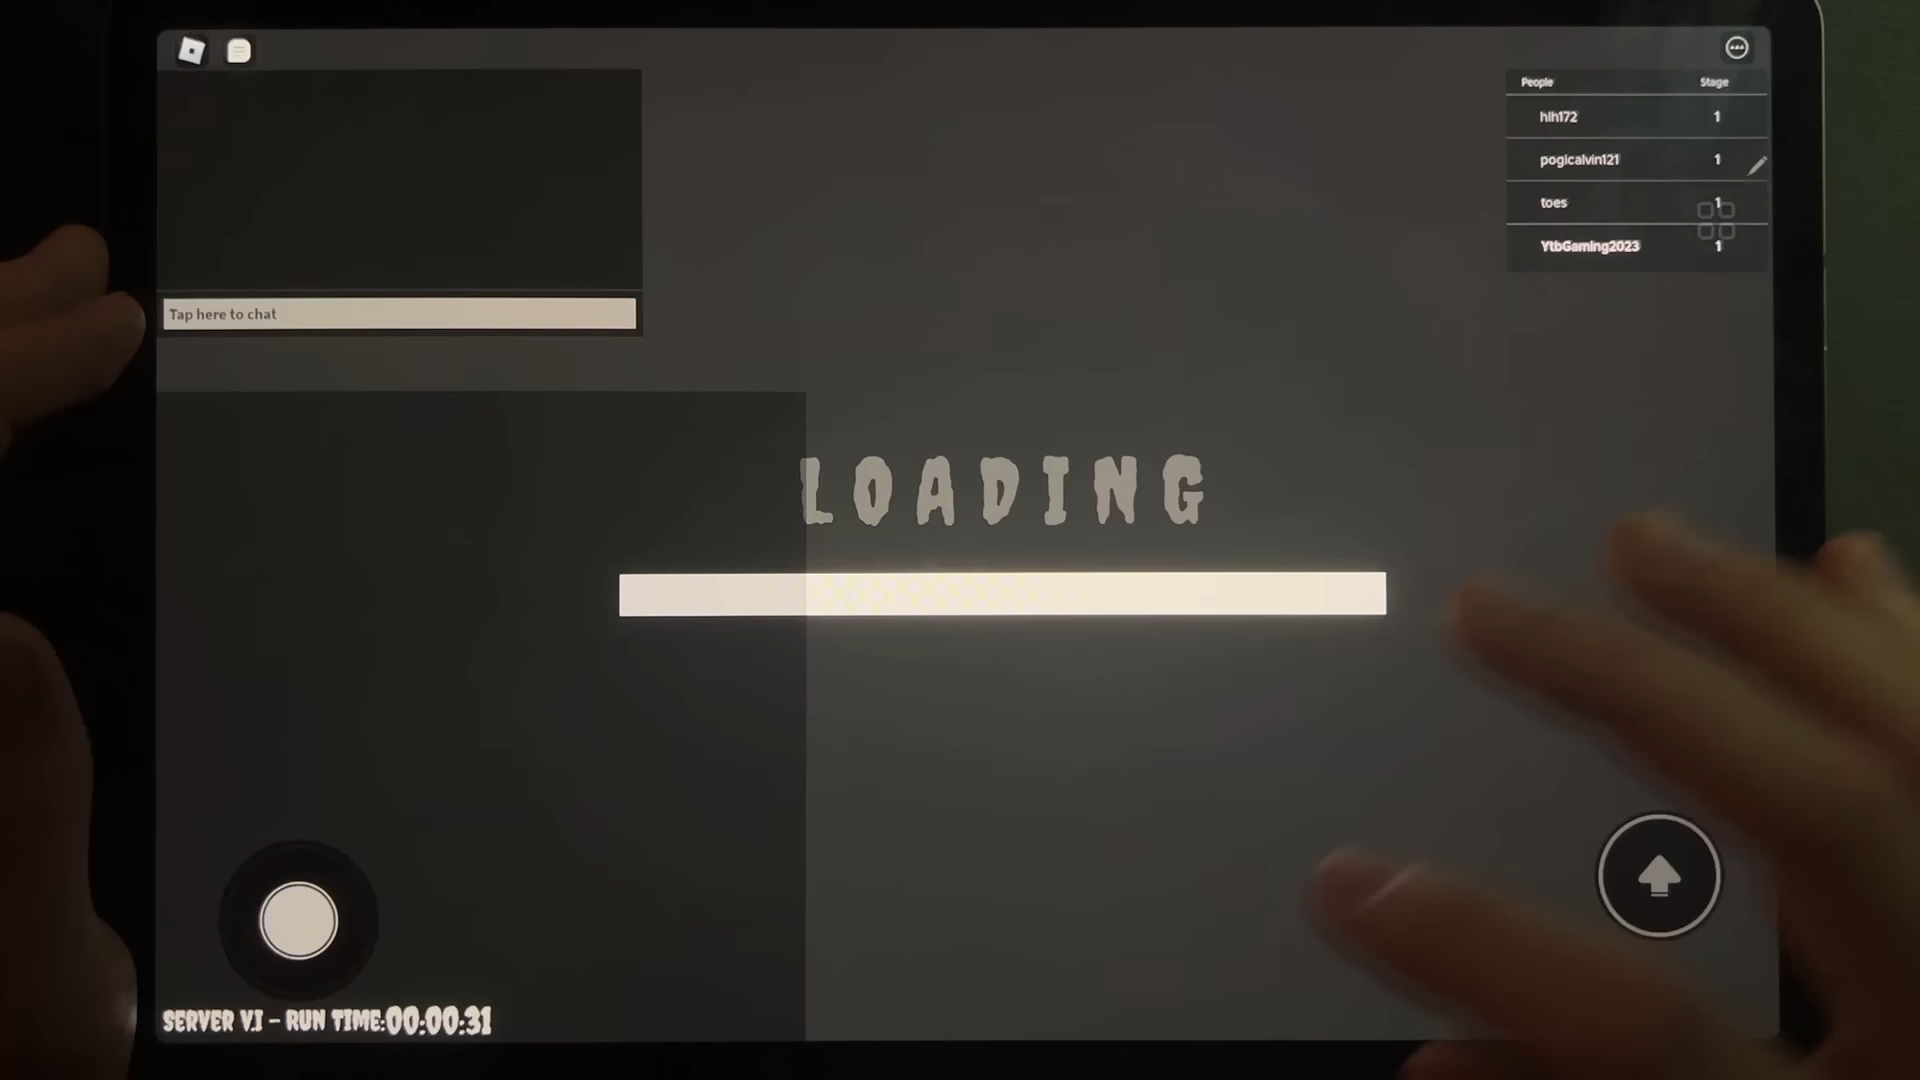 People Stage
hlh172 1
pogicalvin121 1
toes 1
YtbGaming2023 1
Tap here to chat
LOADING
SERVER V.I - RUN TIME:00:00:31